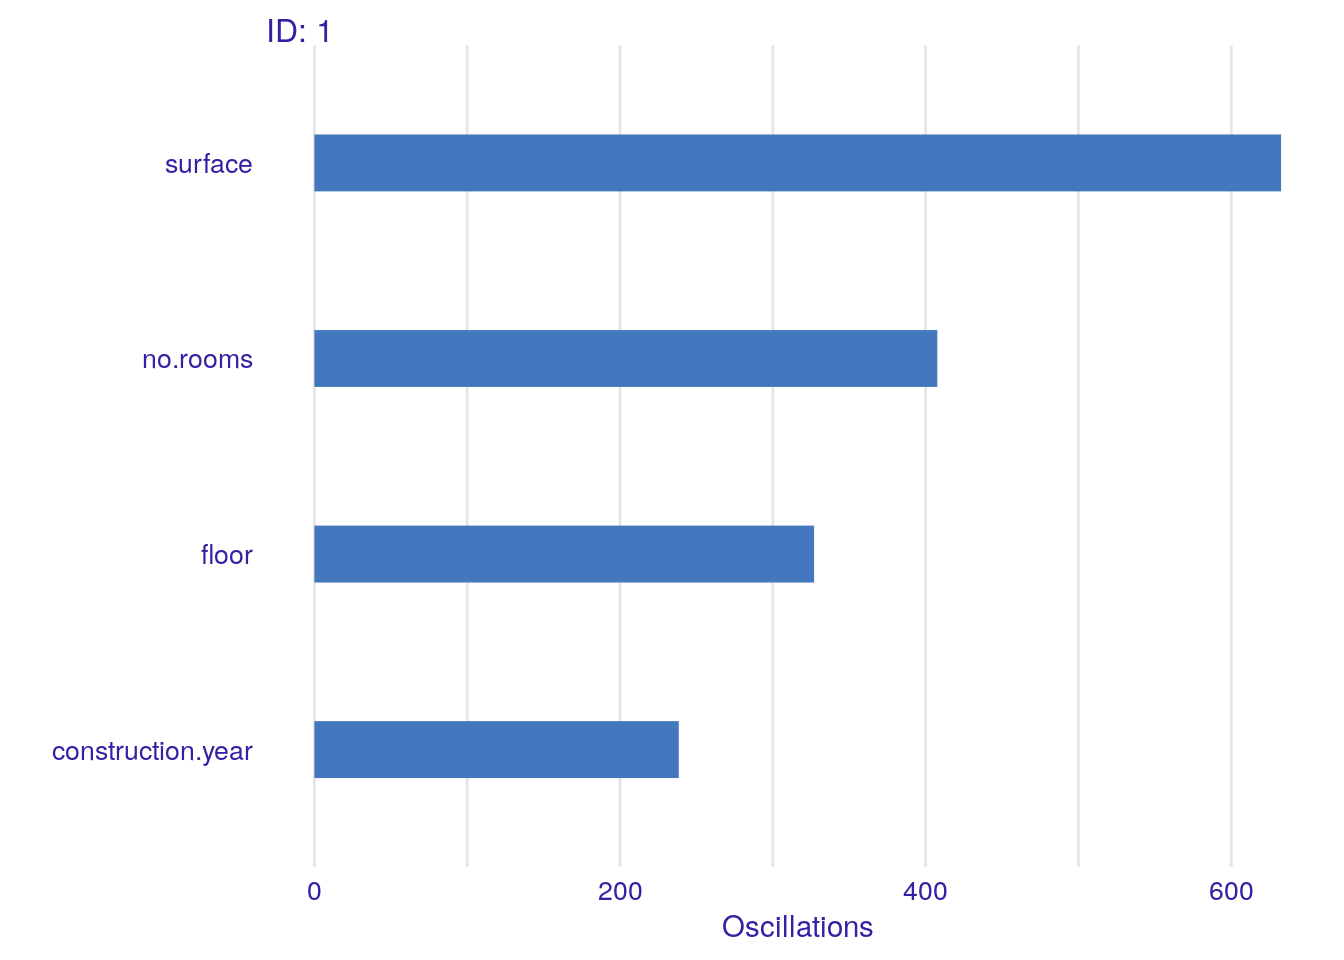 ID: 1
surface
no.rooms
floor
construction.year
0 200 400 600
Oscillations